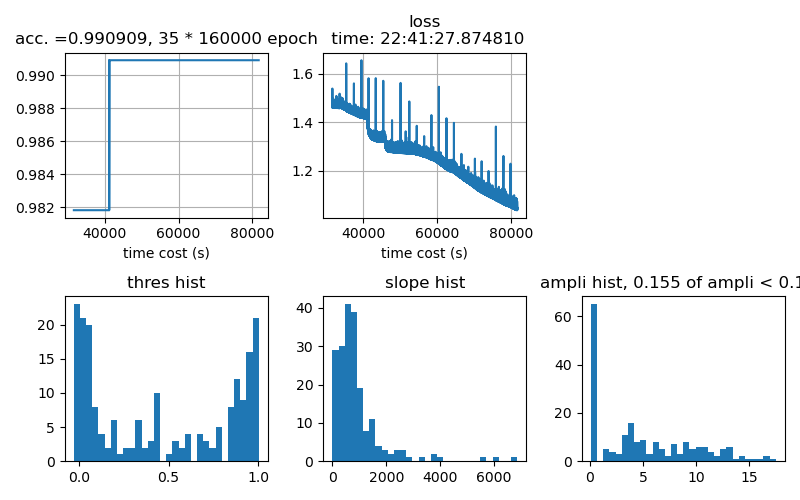 loss
acc. =0.990909, 35 * 160000 epoch time: 22:41:27.874810
0.990
0.988
0.986
0.984
0.982
40000 60000 80000
time cost (s)
1.6
1.4
1.2
40000 60000 80000
time cost (s)
thres hist
20
15
10
5
0
0.0 0.5 1.0
slope hist
40
30
20
10
0
0 2000 4000 6000
ampli hist, 0.155 of ampli < 0.1
60
40
20
0
0 5 10 15